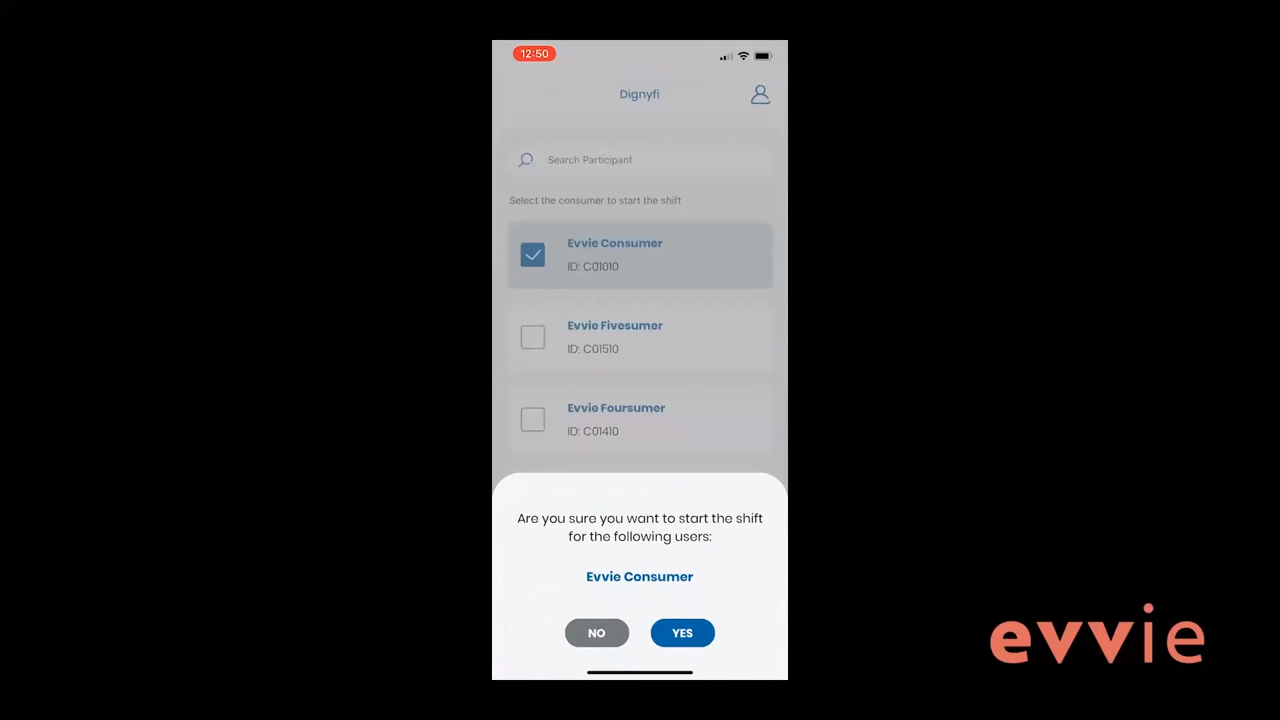 12:50
Dignyfi
Search Participant
Select the consumer to start the shift
Evvie Consumer
ID: C01010
Evvie Fivesumer
ID: C01510
Evvie Foursumer
ID: C01410
Are you sure you want to start the shift
for the following users:
Evvie Consumer
NO
YES
evvie